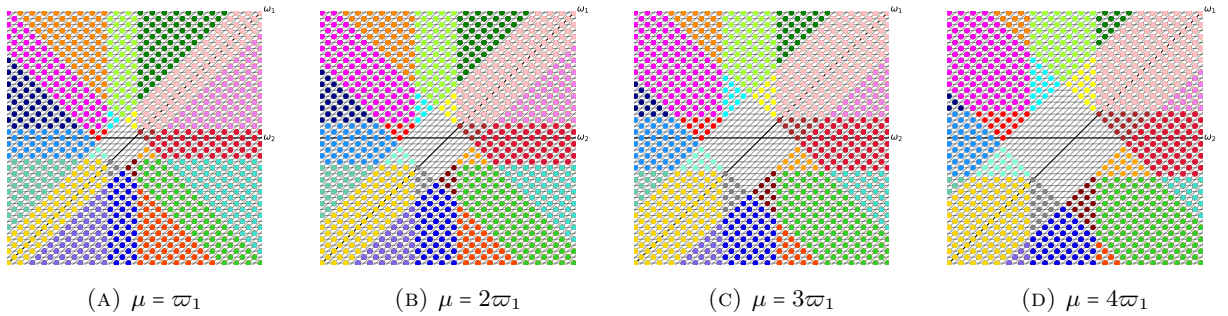 ω₁ ω₁ ω₁ ω₁
ω₂ ω₂ ω₂ ω₂
(A) μ = ϖ₁ (B) μ = 2ϖ₁ (C) μ = 3ϖ₁ (D) μ = 4ϖ₁